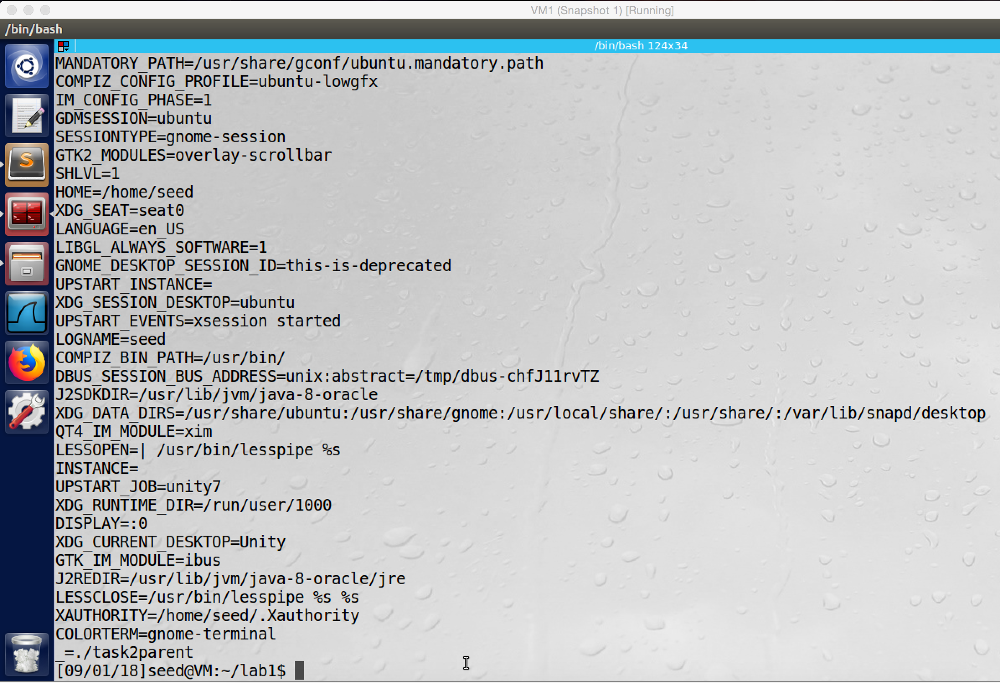 VM1 (Snapshot 1) [Running]
/bin/bash
/bin/bash 124x34
MANDATORY_PATH=/usr/share/gconf/ubuntu.mandatory.path
COMPIZ_CONFIG_PROFILE=ubuntu-lowgfx
IM_CONFIG_PHASE=1
GDMSESSION=ubuntu
SESSIONTYPE=gnome-session
GTK2_MODULES=overlay-scrollbar
SHLVL=1
HOME=/home/seed
XDG_SEAT=seat0
LANGUAGE=en_US
LIBGL_ALWAYS_SOFTWARE=1
GNOME_DESKTOP_SESSION_ID=this-is-deprecated
UPSTART_INSTANCE=
XDG_SESSION_DESKTOP=ubuntu
UPSTART_EVENTS=xsession started
LOGNAME=seed
COMPIZ_BIN_PATH=/usr/bin/
DBUS_SESSION_BUS_ADDRESS=unix:abstract=/tmp/dbus-chfJ11rvTZ
J2SDKDIR=/usr/lib/jvm/java-8-oracle
XDG_DATA_DIRS=/usr/share/ubuntu:/usr/share/gnome:/usr/local/share/:/usr/share/:/var/lib/snapd/desktop
QT4_IM_MODULE=xim
LESSOPEN=| /usr/bin/lesspipe %s
INSTANCE=
UPSTART_JOB=unity7
XDG_RUNTIME_DIR=/run/user/1000
DISPLAY=:0
XDG_CURRENT_DESKTOP=Unity
GTK_IM_MODULE=ibus
J2REDIR=/usr/lib/jvm/java-8-oracle/jre
LESSCLOSE=/usr/bin/lesspipe %s %s
XAUTHORITY=/home/seed/.Xauthority
COLORTERM=gnome-terminal
_=./task2parent
[09/01/18]seed@VM:~/lab1$